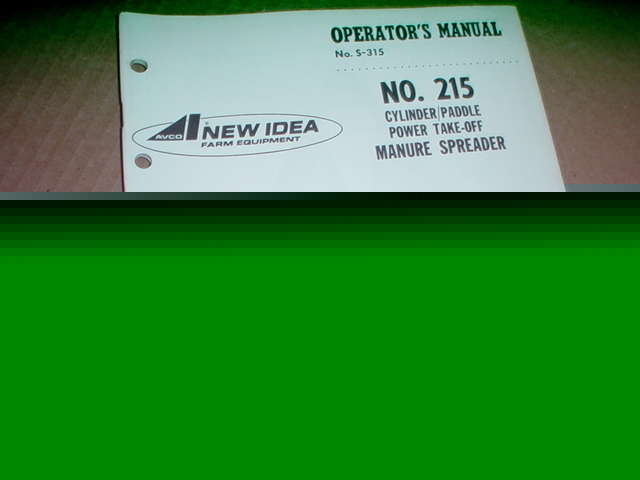 OPERATOR'S MANUAL
No. S-315
NO. 215
CYLINDER/PADDLE
POWER TAKE-OFF
MANURE SPREADER
AVCO NEW IDEA
FARM EQUIPMENT